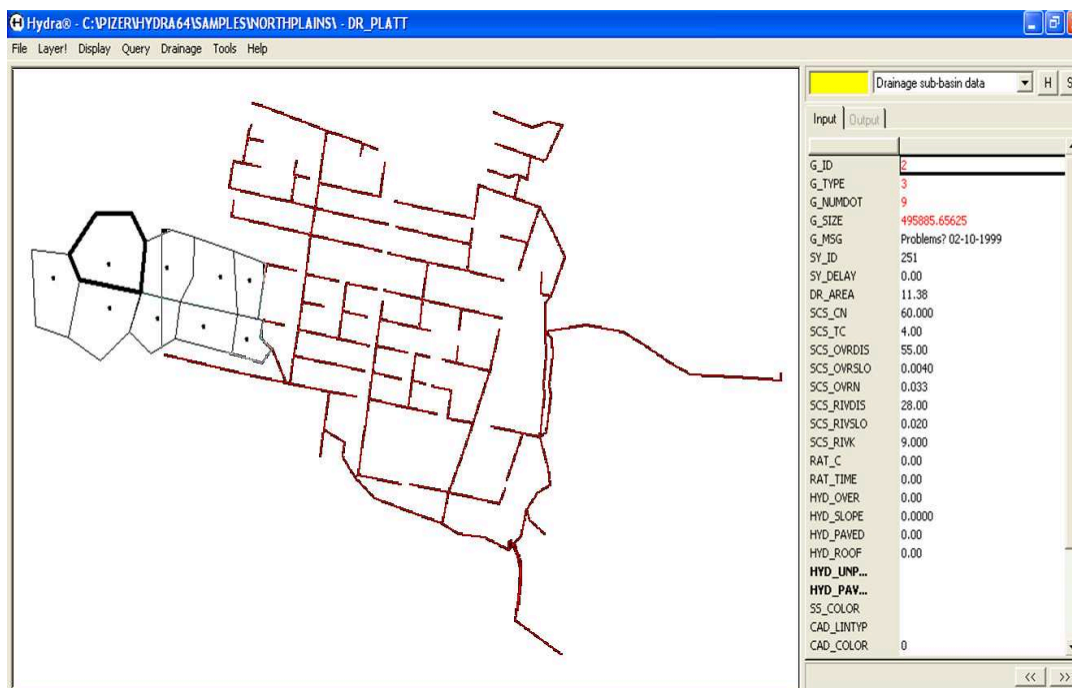 Hydra® - C:\PIZER\HYDRA64\SAMPLES\NORTHPLAINS\ - DR_PLATT
File Layer! Display Query Drainage Tools Help
Drainage sub-basin data H S
Input Output
G_ID 2
G_TYPE 3
G_NUMDOT 9
G_SIZE 495885.65625
G_MSG Problems? 02-10-1999
SY_ID 251
SY_DELAY 0.00
DR_AREA 11.38
SCS_CN 60.000
SCS_TC 4.00
SCS_OVRDIS 55.00
SCS_OVRSLO 0.0040
SCS_OVRN 0.033
SCS_RIVDIS 28.00
SCS_RIVSLO 0.020
SCS_RIVK 9.000
RAT_C 0.00
RAT_TIME 0.00
HYD_OVER 0.00
HYD_SLOPE 0.0000
HYD_PAVED 0.00
HYD_ROOF 0.00
HYD_UNP...
HYD_PAV...
SS_COLOR
CAD_LINTYP
CAD_COLOR 0
<< >>